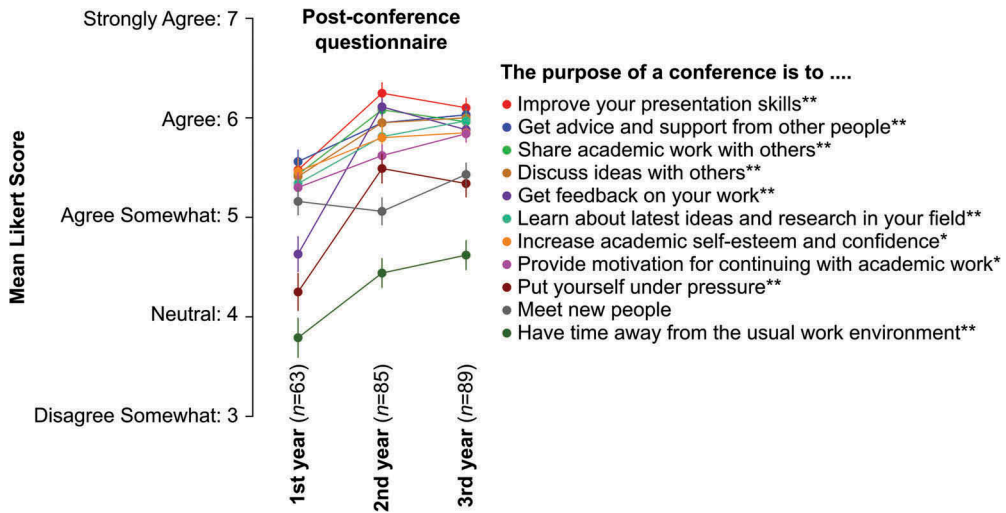 Post-conference
questionnaire
Mean Likert Score
Strongly Agree: 7
Agree: 6
Agree Somewhat: 5
Neutral: 4
Disagree Somewhat: 3
1st year (n=63)
2nd year (n=85)
3rd year (n=89)
The purpose of a conference is to ....
Improve your presentation skills**
Get advice and support from other people**
Share academic work with others**
Discuss ideas with others**
Get feedback on your work**
Learn about latest ideas and research in your field**
Increase academic self-esteem and confidence*
Provide motivation for continuing with academic work*
Put yourself under pressure**
Meet new people
Have time away from the usual work environment**